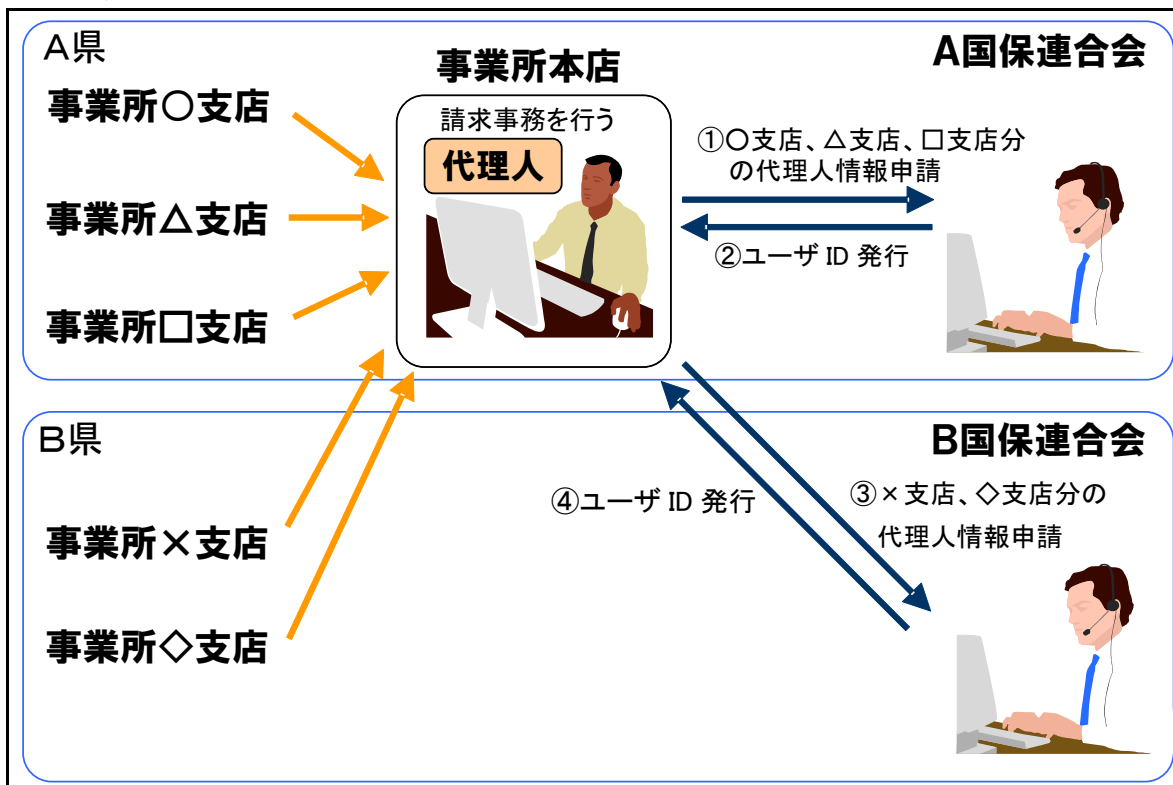 A県
事業所○支店
事業所△支店
事業所□支店
事業所本店
請求事務を行う
代理人
A国保連合会
①○支店、△支店、□支店分
の代理人情報申請
②ユーザ ID 発行
B県
事業所×支店
事業所◇支店
B国保連合会
④ユーザ ID 発行
③×支店、◇支店分の
代理人情報申請